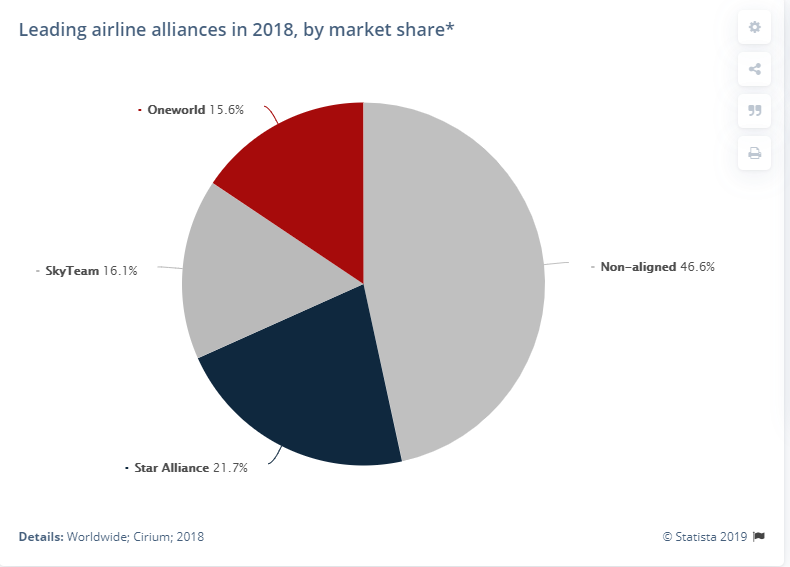 Leading airline alliances in 2018, by market share*
Oneworld 15.6%
Non-aligned 46.6%
SkyTeam 16.1%
Star Alliance 21.7%
Details: Worldwide; Cirium; 2018
© Statista 2019